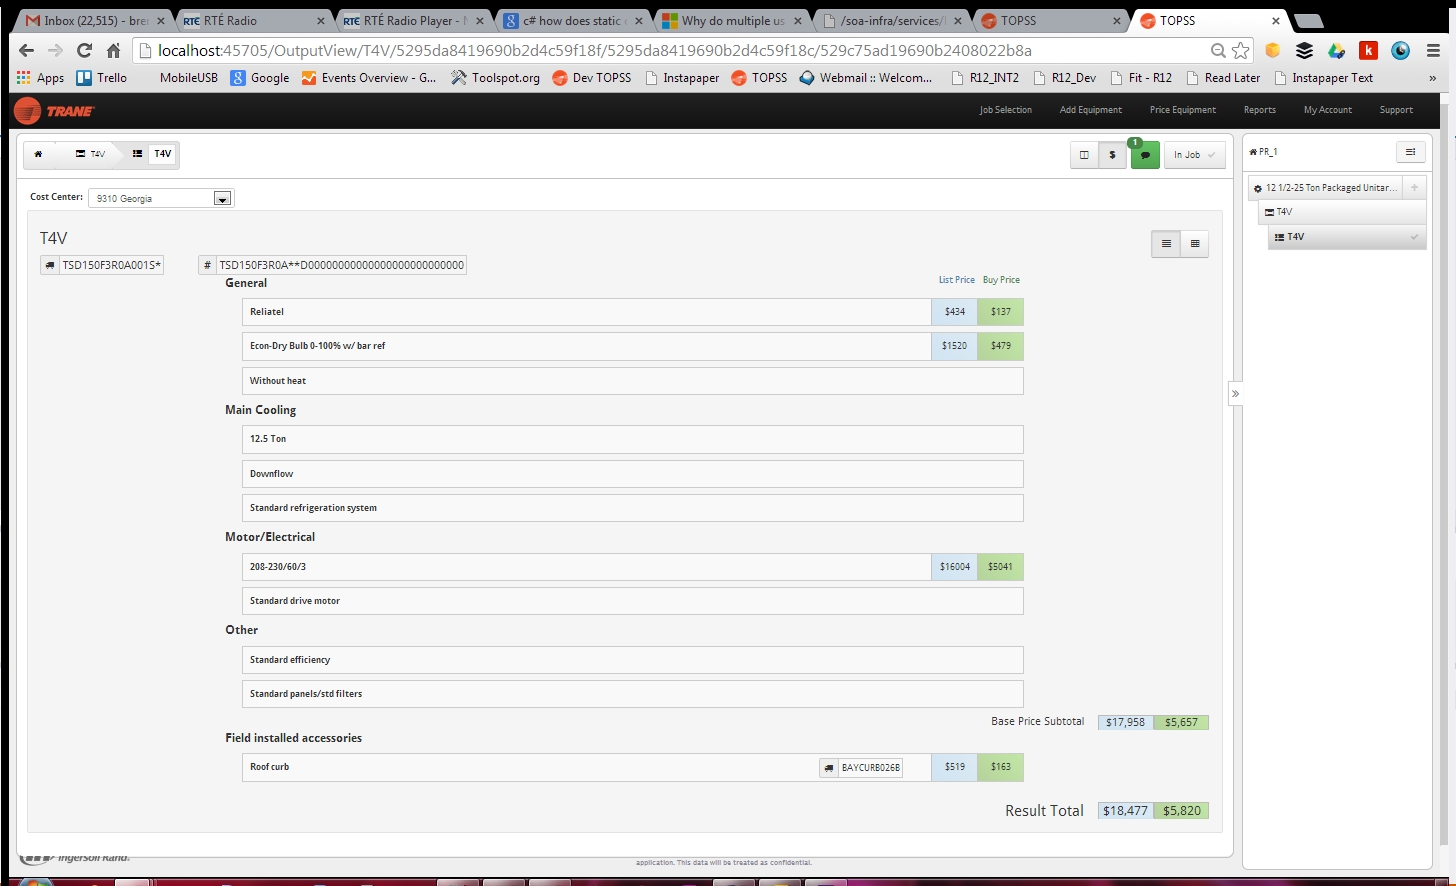 Inbox (22,515) - bre
RTÉ RTÉ Radio
RTÉ RTÉ Radio Player - N
c# how does static
Why do multiple us
/soa-infra/services/
TOPSS
TOPSS
localhost:45705/OutputView/T4V/5295da8419690b2d4c59f18f/5295da8419690b2d4c59f18c/529c75ad19690b2408022b8a
Apps Trello MobileUSB Google Events Overview - G... Toolspot.org Dev TOPSS Instapaper TOPSS Webmail :: Welcom... R12_INT2 R12_Dev Fit - R12 Read Later Instapaper Text »
TRANE
Job Selection Add Equipment Price Equipment Reports My Account Support
T4V T4V
$ 1 In Job
PR_1
Cost Center: 9310 Georgia
12 1/2-25 Ton Packaged Unitar... +
T4V
T4V
T4V
TSD150F3R0A001S* # TSD150F3R0A**D0000000000000000000000000
General List Price Buy Price
Reliatel $434 $137
Econ-Dry Bulb 0-100% w/ bar ref $1520 $479
Without heat
»
Main Cooling
12.5 Ton
Downflow
Standard refrigeration system
Motor/Electrical
208-230/60/3 $16004 $5041
Standard drive motor
Other
Standard efficiency
Standard panels/std filters
Base Price Subtotal $17,958 $5,657
Field installed accessories
Roof curb BAYCURB026B $519 $163
Result Total $18,477 $5,820
Ingersoll Rand.
application. This data will be treated as confidential.